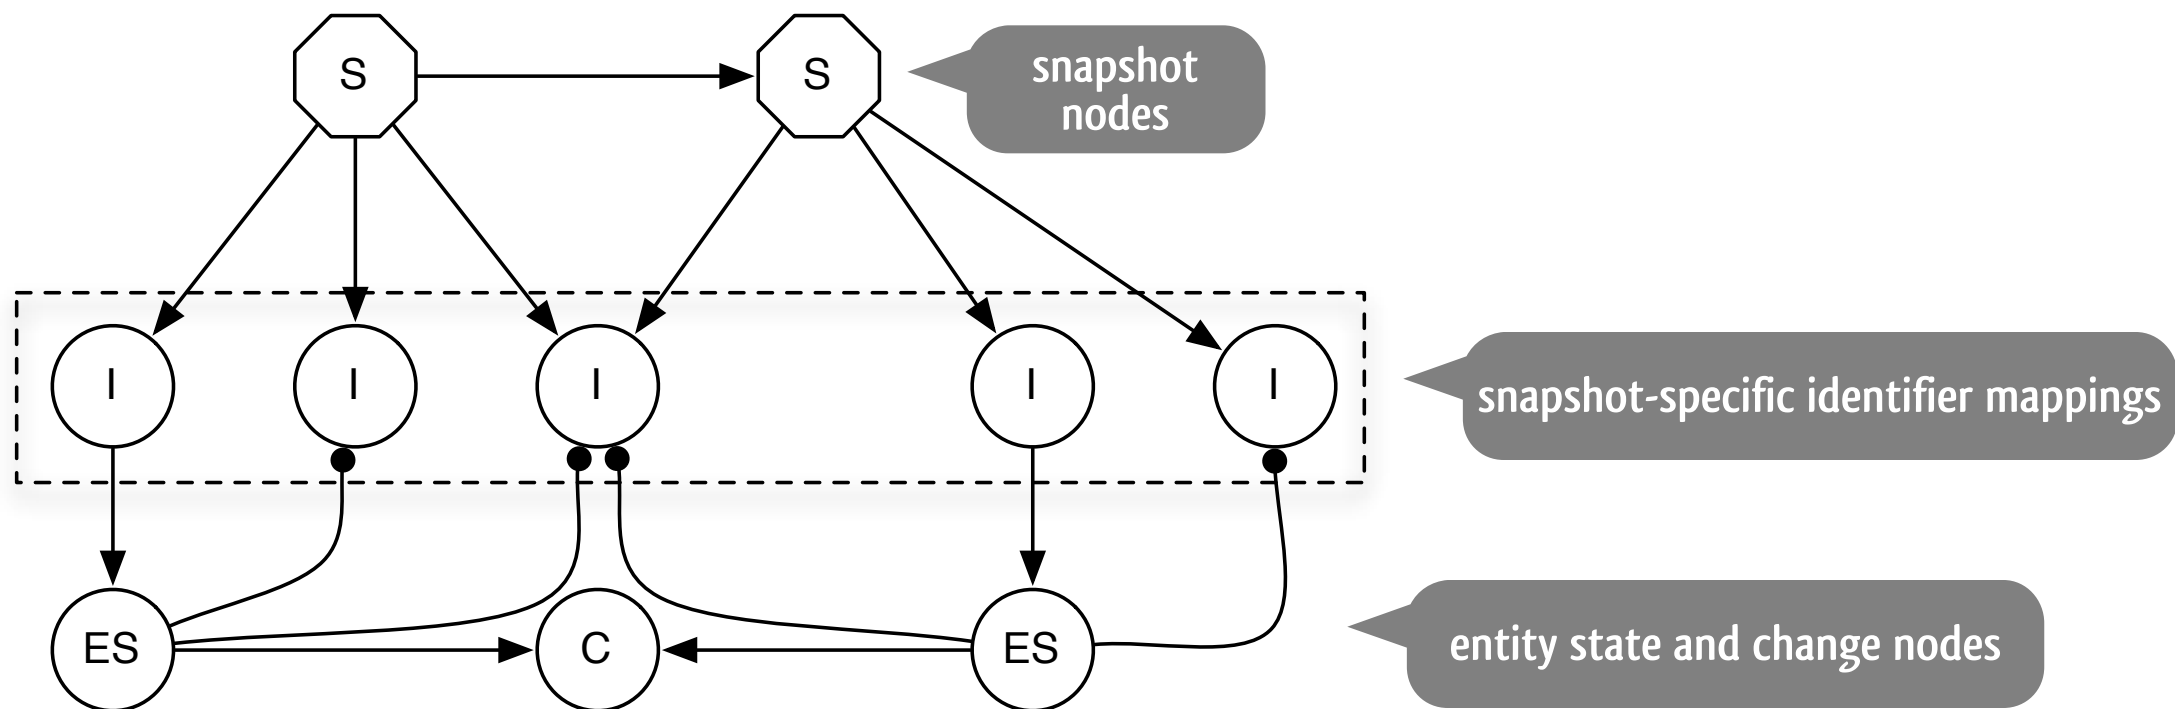 S
S
snapshot
nodes
I
I
I
I
I
snapshot-specific identifier mappings
ES
C
ES
entity state and change nodes